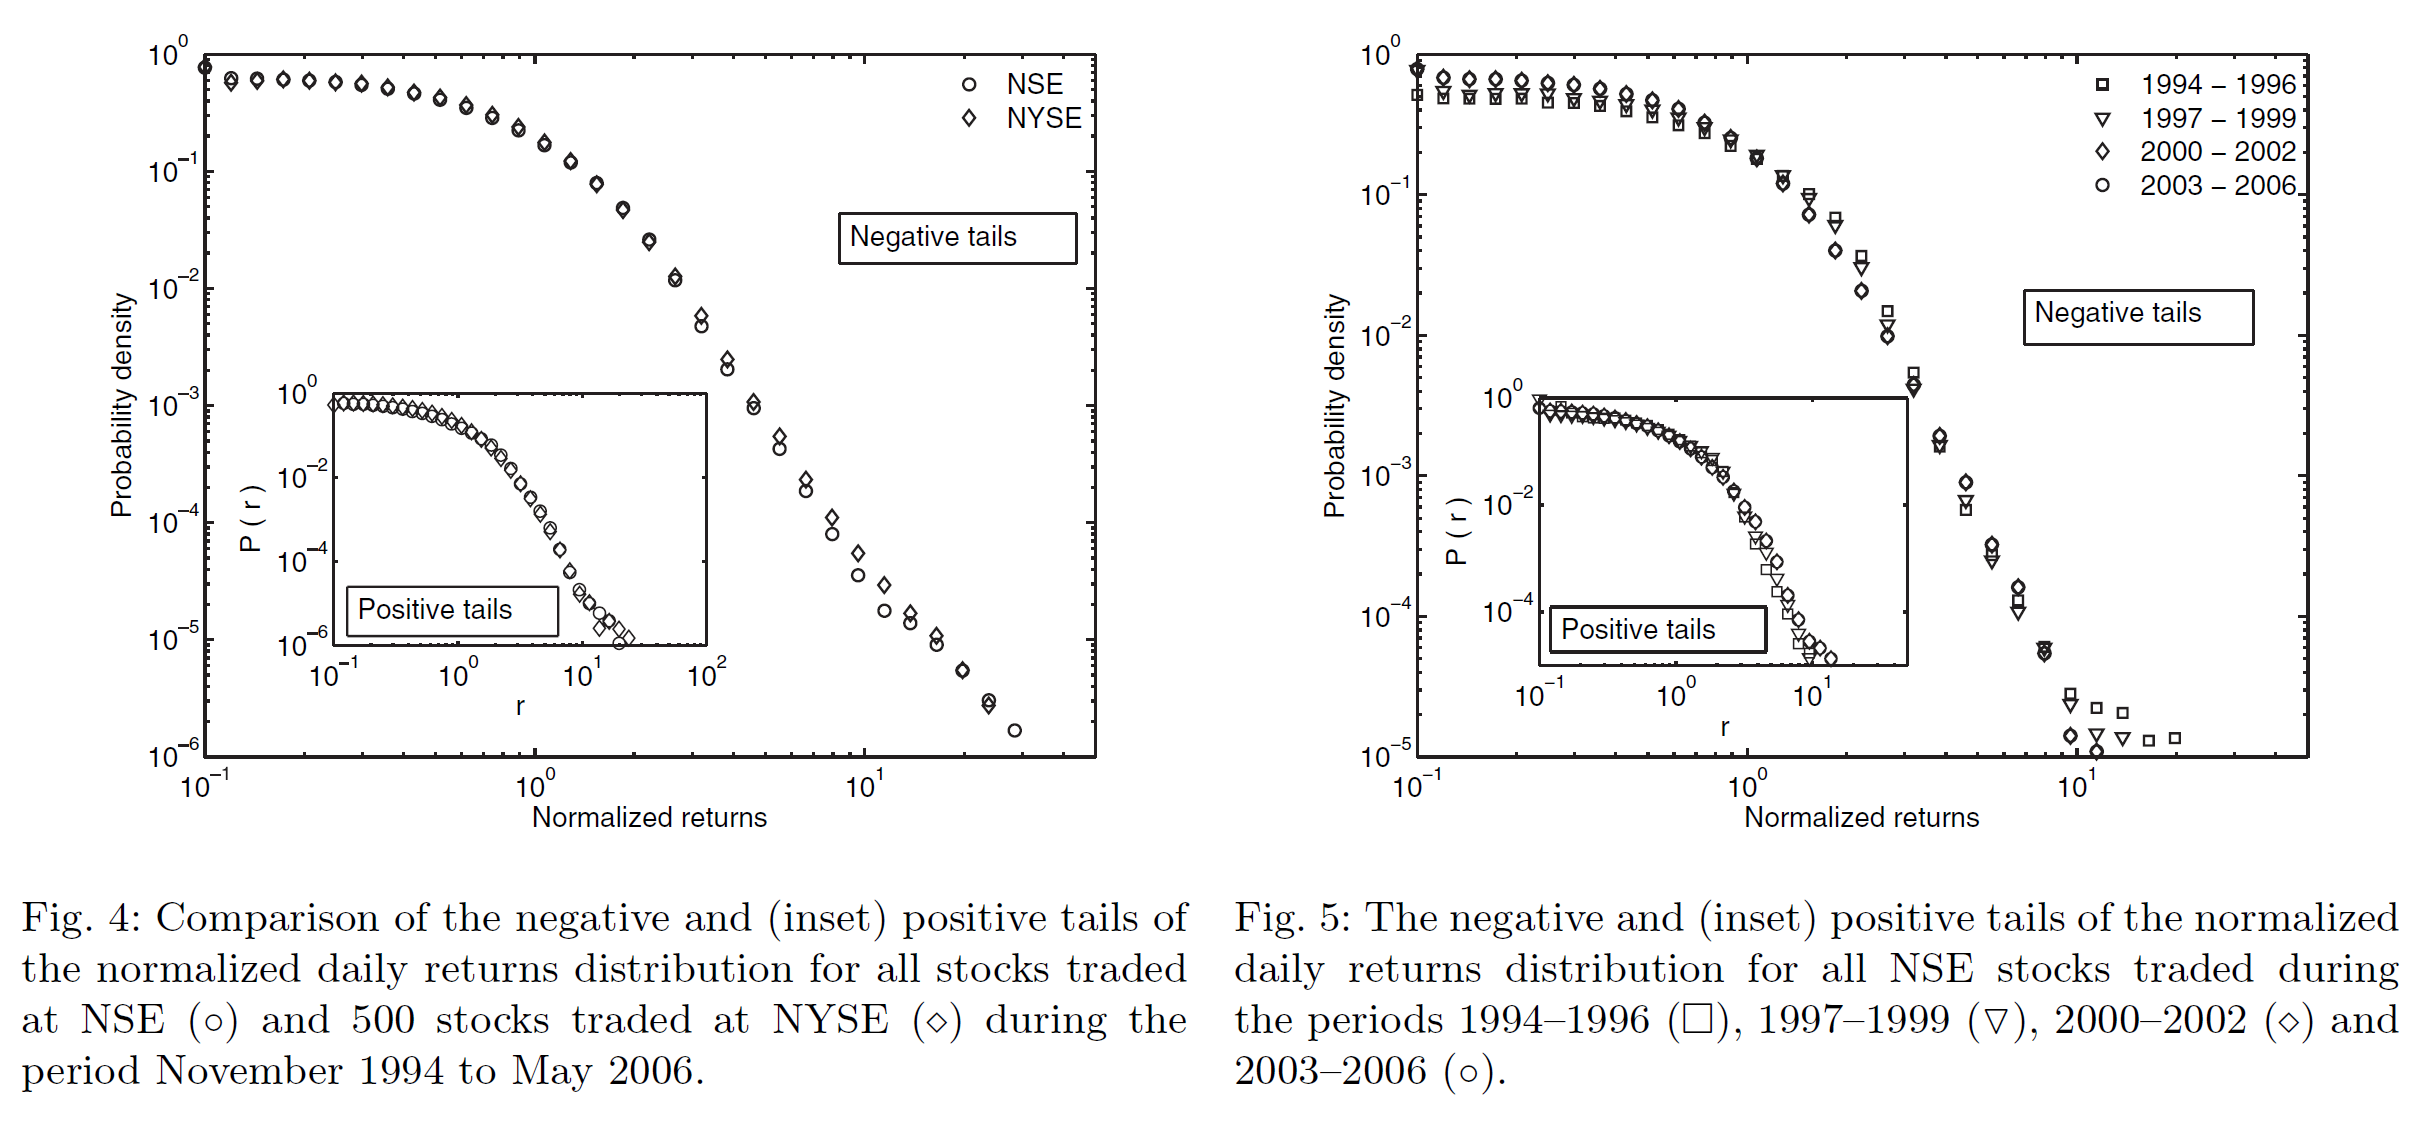 10^0
10^−1
10^−2
10^−3
10^−4
10^−5
10^−6
Probability density
NSE
NYSE
Negative tails
10^0
10^−2
10^−4
10^−6
P ( r )
Positive tails
10^−1 10^0 10^1 10^2
r
10^−1 10^0 10^1
Normalized returns
Fig. 4: Comparison of the negative and (inset) positive tails of
the normalized daily returns distribution for all stocks traded
at NSE (○) and 500 stocks traded at NYSE (⋄) during the
period November 1994 to May 2006.
10^0
10^−1
10^−2
10^−3
10^−4
10^−5
Probability density
1994 − 1996
1997 − 1999
2000 − 2002
2003 − 2006
Negative tails
10^0
10^−2
10^−4
P ( r )
Positive tails
10^−1 10^0 10^1
r
10^−1 10^0 10^1
Normalized returns
Fig. 5: The negative and (inset) positive tails of the normalized
daily returns distribution for all NSE stocks traded during
the periods 1994–1996 (□), 1997–1999 (▽), 2000–2002 (⋄) and
2003–2006 (○).